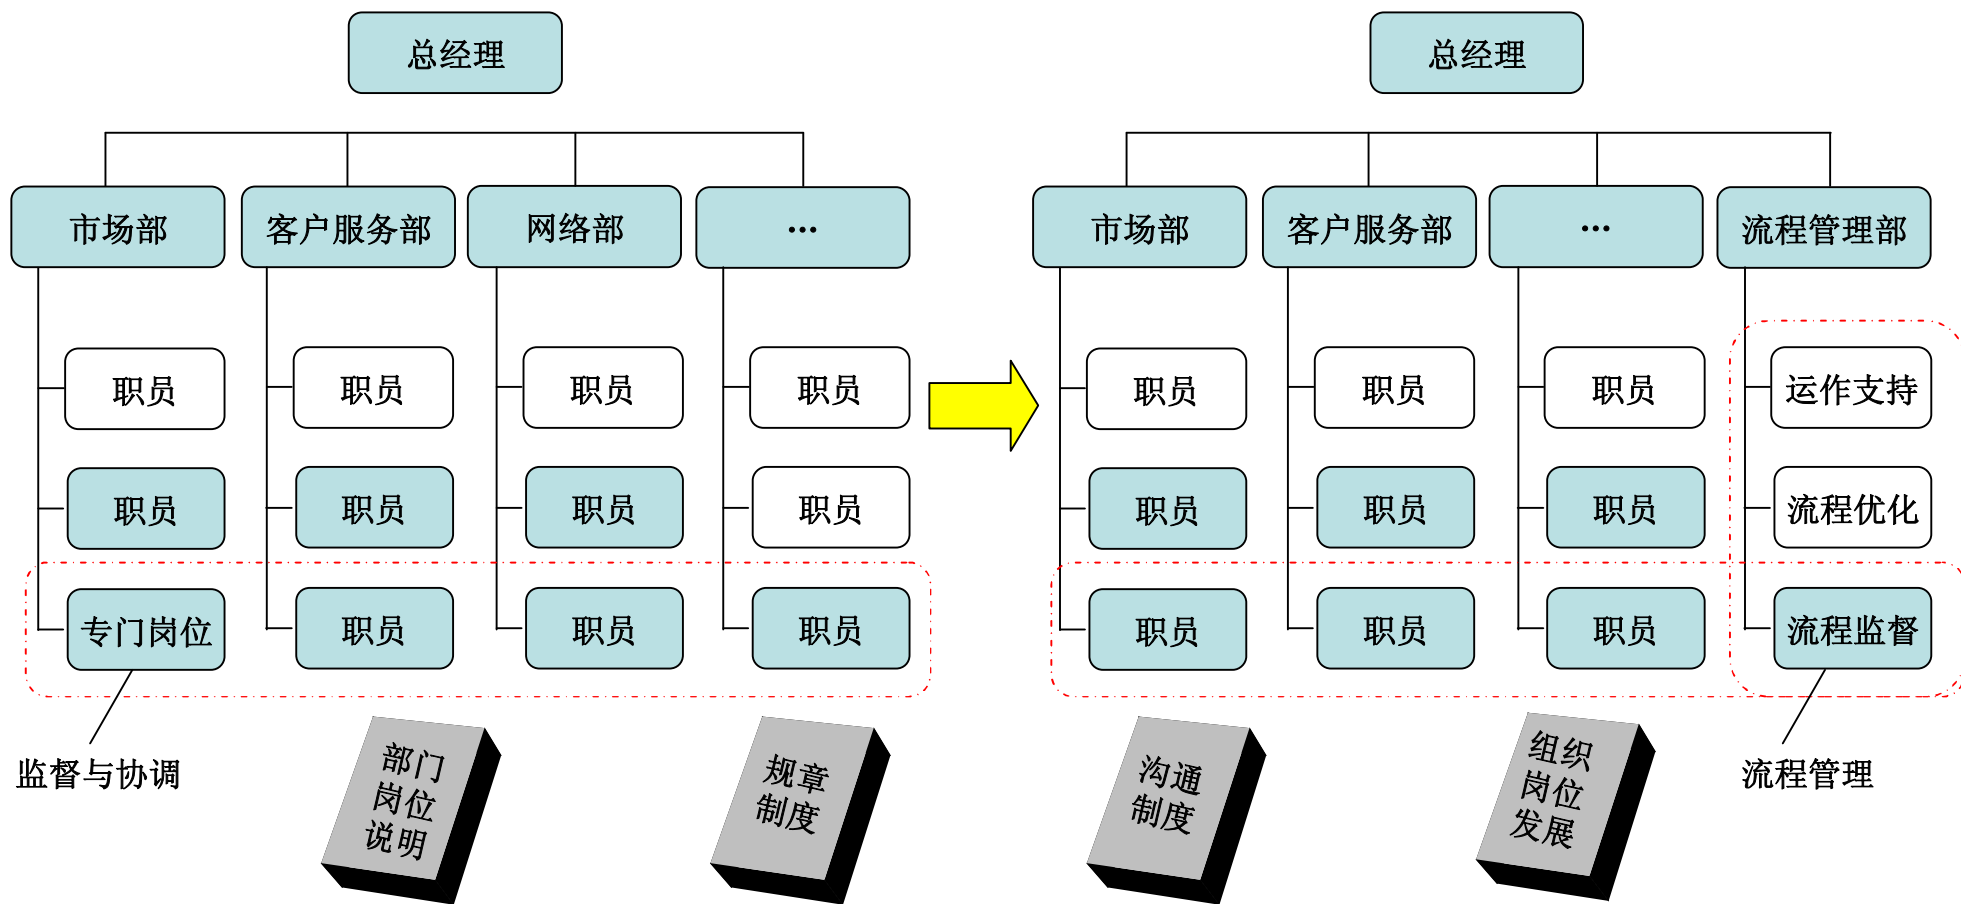 总经理
总经理
市场部
客户服务部
网络部
...
市场部
客户服务部
...
流程管理部
职员
职员
职员
职员
职员
职员
职员
运作支持
职员
职员
职员
职员
职员
职员
职员
流程优化
专门岗位
职员
职员
职员
职员
职员
职员
流程监督
监督与协调
部门
岗位
说明
规章
制度
沟通
制度
组织
岗位
发展
流程管理